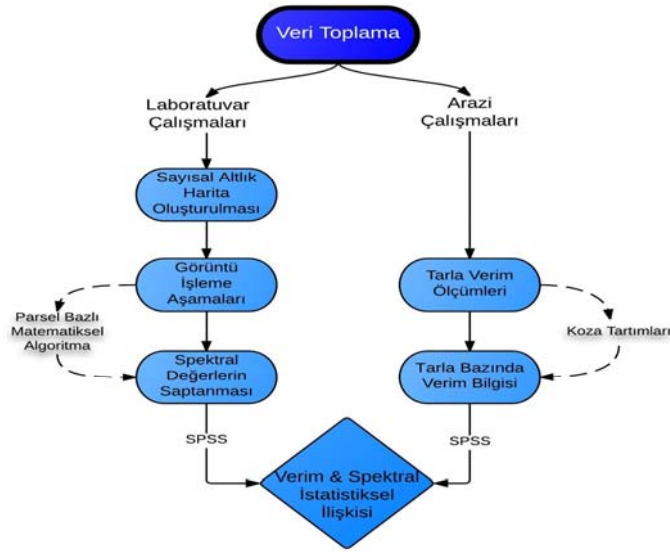 Veri Toplama
Laboratuvar
Çalışmaları
Arazi
Çalışmaları
Sayısal Altlık
Harita
Oluşturulması
Görüntü
İşleme
Aşamaları
Tarla Verim
Ölçümleri
Parsel Bazlı
Matematiksel
Algoritma
Koza Tartımları
Spektral
Değerlerin
Saptanması
Tarla Bazında
Verim Bilgisi
SPSS
SPSS
Verim & Spektral
İstatistiksel
İlişkisi